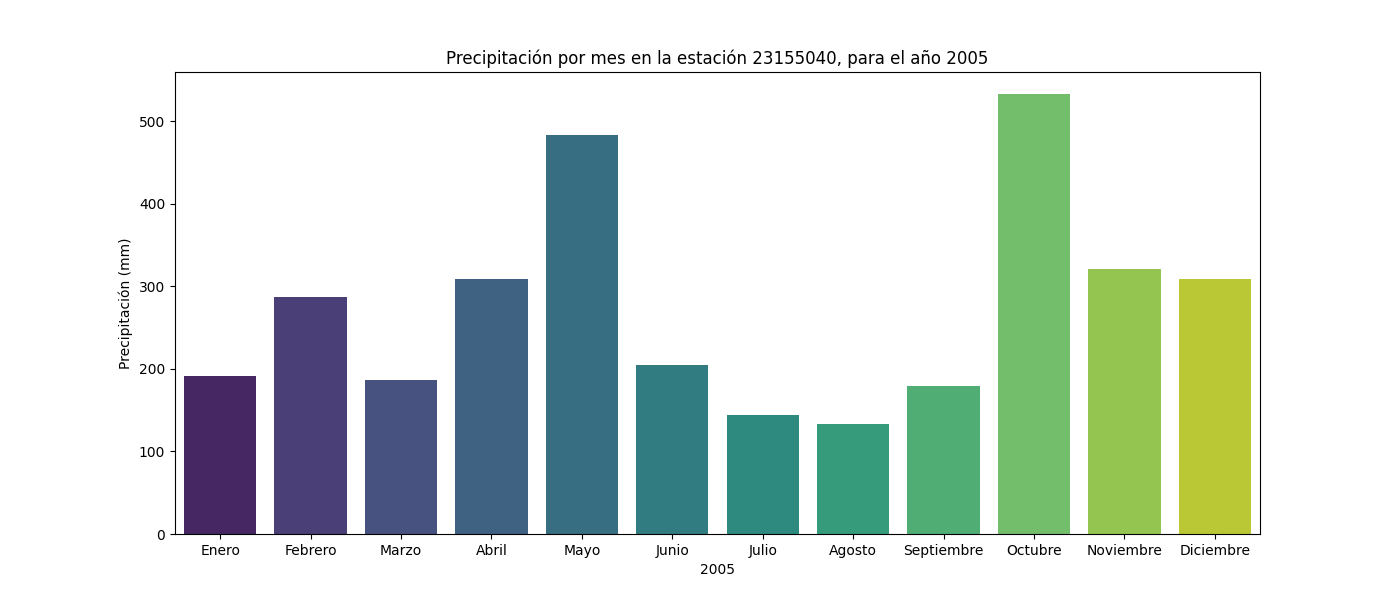 Precipitación por mes en la estación 23155040, para el año 2005
Precipitación (mm)
500
400
300
200
100
0
Enero Febrero Marzo Abril Mayo Junio Julio Agosto Septiembre Octubre Noviembre Diciembre
2005